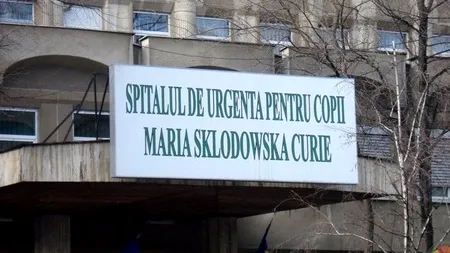 SPITALUL DE URGENTA PENTRU COPII
MARIA SKLODOWSKA CURIE